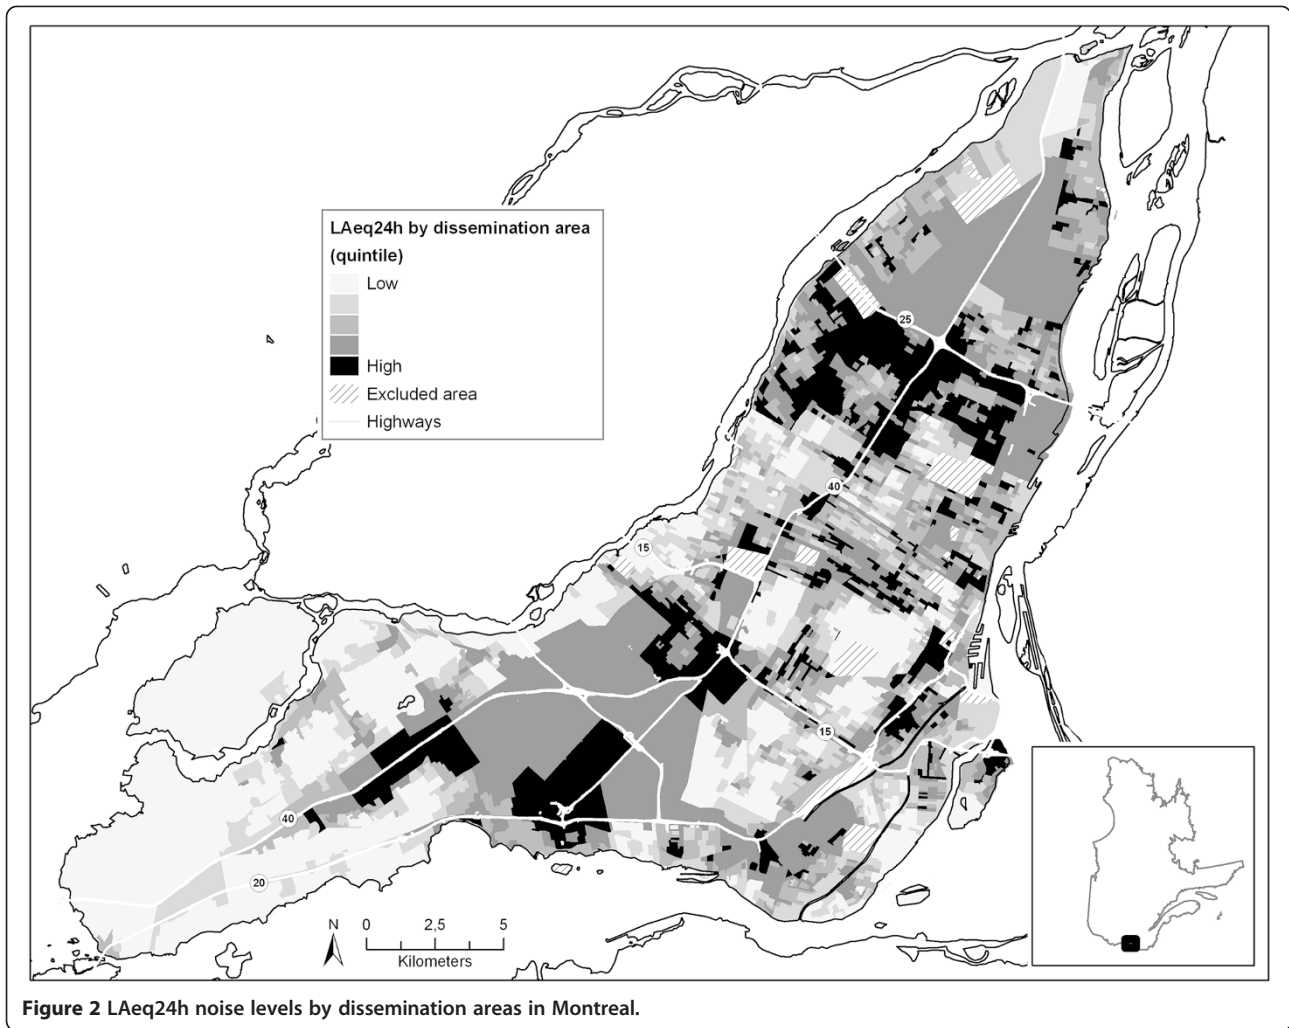 LAeq24h by dissemination area
(quintile)
Low
High
Excluded area
Highways
25
40
15
15
40
20
N
0 2,5 5
Kilometers
Figure 2 LAeq24h noise levels by dissemination areas in Montreal.